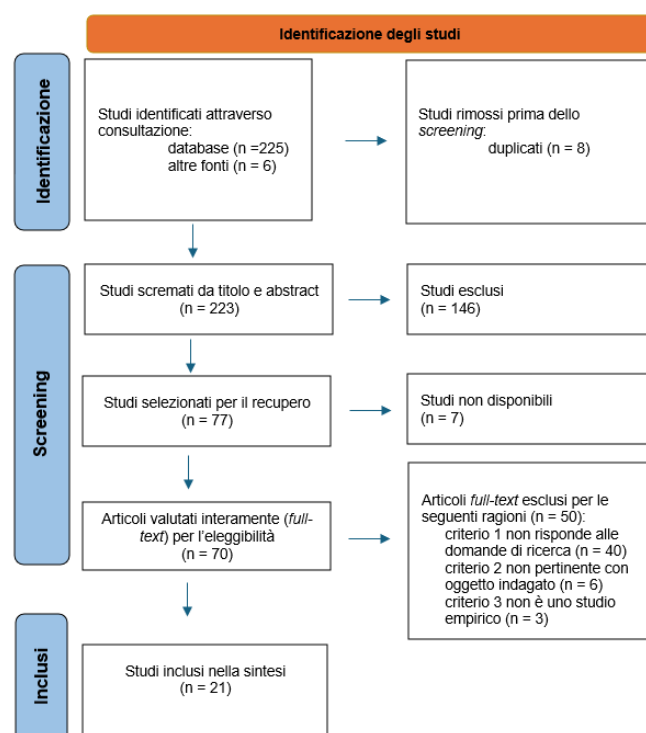 Identificazione degli studi
Identificazione
Studi identificati attraverso
consultazione:
database (n =225)
altre fonti (n = 6)
Studi rimossi prima dello
screening:
duplicati (n = 8)
Screening
Studi scremati da titolo e abstract
(n = 223)
Studi esclusi
(n = 146)
Studi selezionati per il recupero
(n = 77)
Studi non disponibili
(n = 7)
Articoli valutati interamente (full-
text) per l'eleggibilità
(n = 70)
Articoli full-text esclusi per le
seguenti ragioni (n = 50):
criterio 1 non risponde alle
domande di ricerca (n = 40)
criterio 2 non pertinente con
oggetto indagato (n = 6)
criterio 3 non è uno studio
empirico (n = 3)
Inclusi
Studi inclusi nella sintesi
(n = 21)